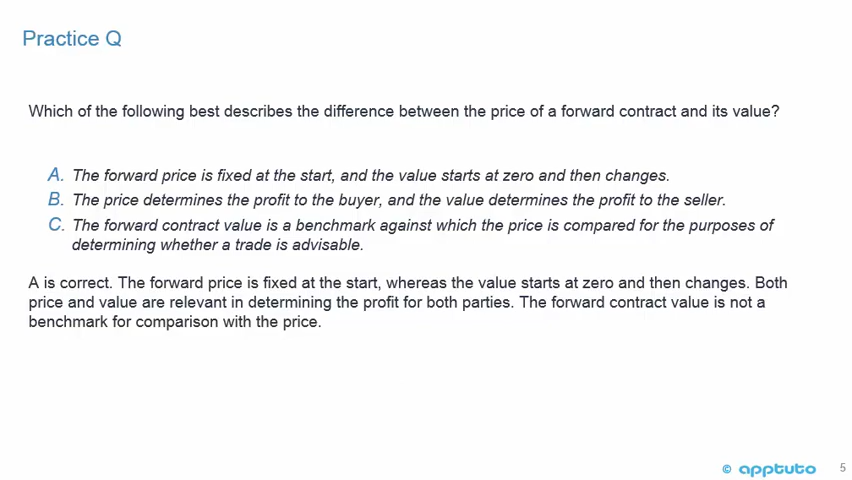 Practice Q
Which of the following best describes the difference between the price of a forward contract and its value?
A. The forward price is fixed at the start, and the value starts at zero and then changes.
B. The price determines the profit to the buyer, and the value determines the profit to the seller.
C. The forward contract value is a benchmark against which the price is compared for the purposes of
determining whether a trade is advisable.
A is correct. The forward price is fixed at the start, whereas the value starts at zero and then changes. Both
price and value are relevant in determining the profit for both parties. The forward contract value is not a
benchmark for comparison with the price.
© apptuto 5